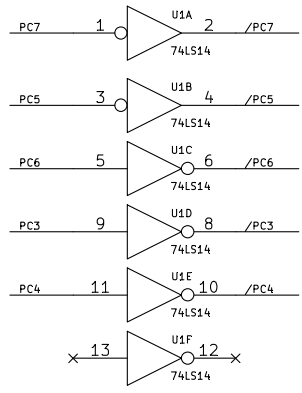 U1A
PC7 1 2 /PC7
74LS14
U1B
PC5 3 4 /PC5
74LS14
U1C
PC6 5 6 /PC6
74LS14
U1D
PC3 9 8 /PC3
74LS14
U1E
PC4 11 10 /PC4
74LS14
U1F
13 12
74LS14